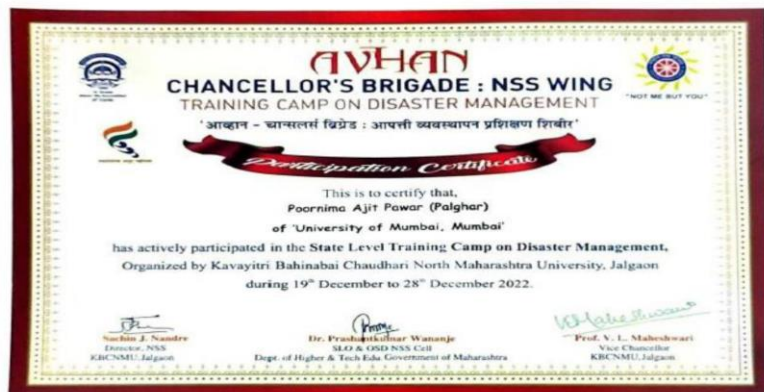 AVHAN
CHANCELLOR'S BRIGADE : NSS WING
TRAINING CAMP ON DISASTER MANAGEMENT
"NOT ME BUT YOU"
'आव्हान - चान्सलर्स ब्रिग्रेड : आपत्ती व्यवस्थापन प्रशिक्षण शिबीर'
Participation Certificate
This is to certify that,
Poornima Ajit Pawar (Palghar)
of 'University of Mumbai, Mumbai'
has actively participated in the State Level Training Camp on Disaster Management,
Organized by Kavayitri Bahinabai Chaudhari North Maharashtra University, Jalgaon
during 19th December to 28th December 2022.
Sachin J. Nandre
Director, NSS
KBCNMU, Jalgaon
Dr. Prashantkumar Wananje
SLO & OSD NSS Cell
Dept. of Higher & Tech Edu. Government of Maharashtra
VLMaheshwari
Prof. V. L. Maheshwari
Vice Chancellor
KBCNMU, Jalgaon